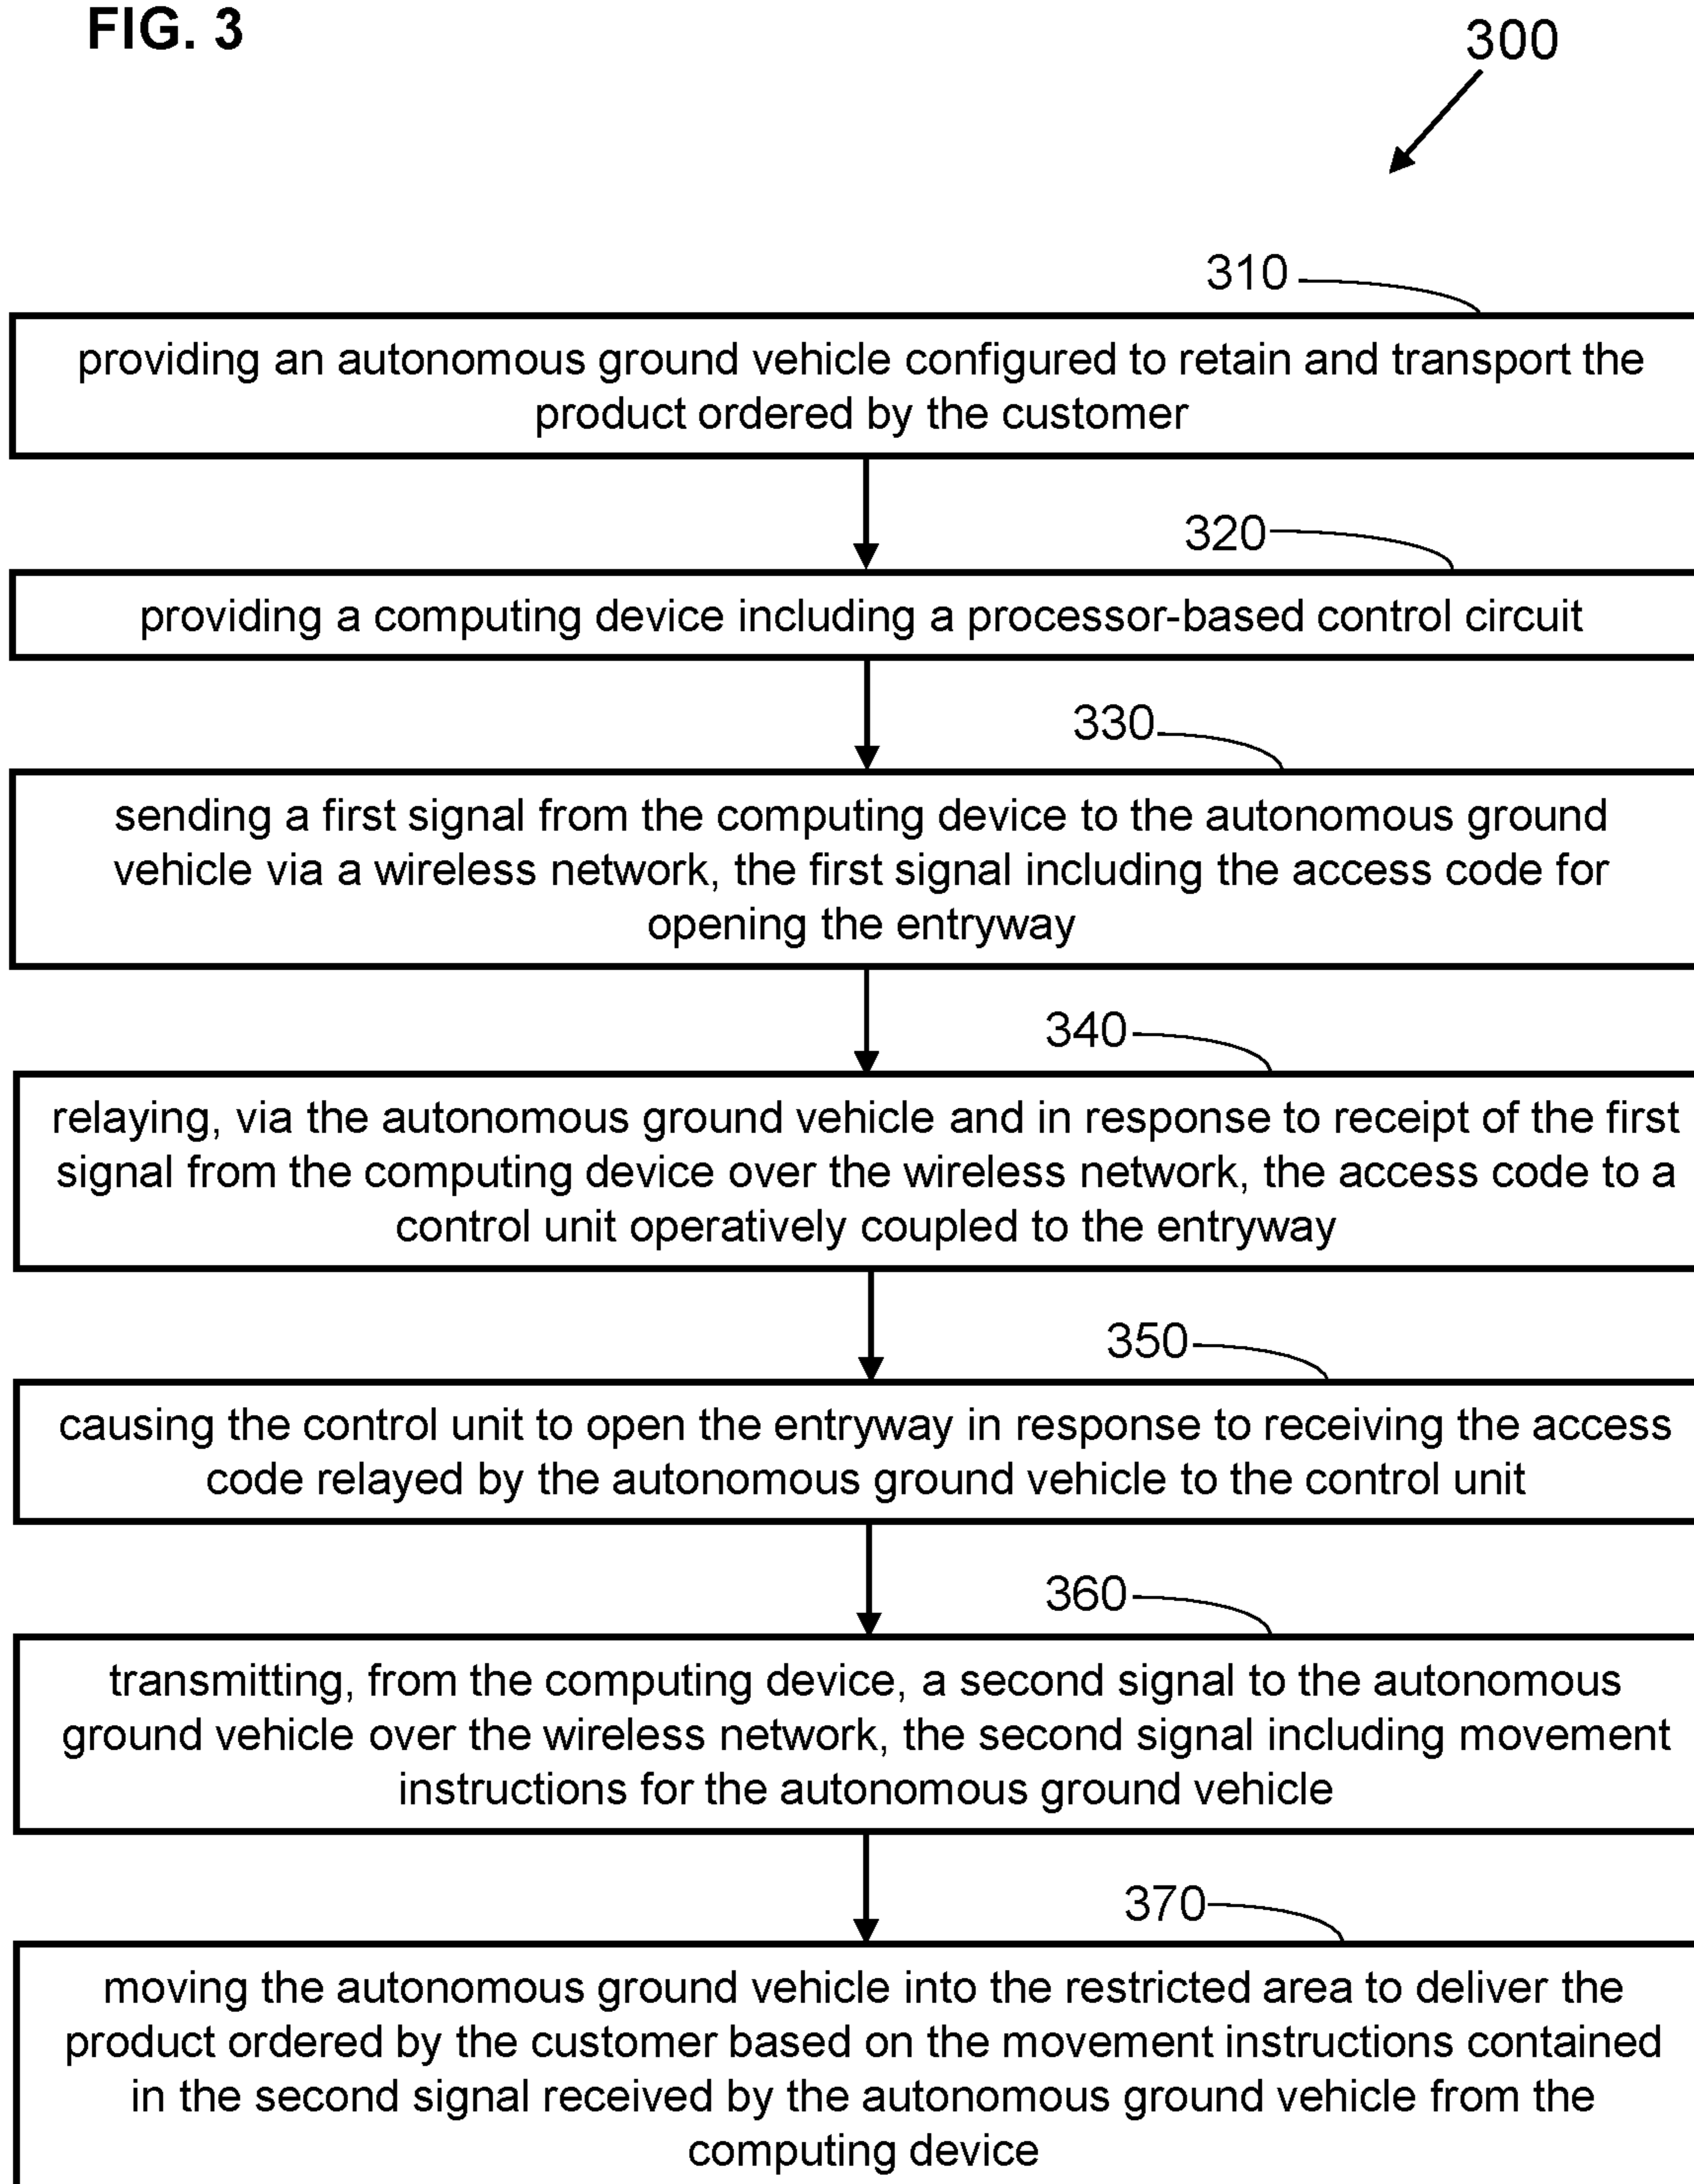 FIG. 3
300
310
providing an autonomous ground vehicle configured to retain and transport the
product ordered by the customer
320
providing a computing device including a processor-based control circuit
330
sending a first signal from the computing device to the autonomous ground
vehicle via a wireless network, the first signal including the access code for
opening the entryway
340
relaying, via the autonomous ground vehicle and in response to receipt of the first
signal from the computing device over the wireless network, the access code to a
control unit operatively coupled to the entryway
350
causing the control unit to open the entryway in response to receiving the access
code relayed by the autonomous ground vehicle to the control unit
360
transmitting, from the computing device, a second signal to the autonomous
ground vehicle over the wireless network, the second signal including movement
instructions for the autonomous ground vehicle
370
moving the autonomous ground vehicle into the restricted area to deliver the
product ordered by the customer based on the movement instructions contained
in the second signal received by the autonomous ground vehicle from the
computing device